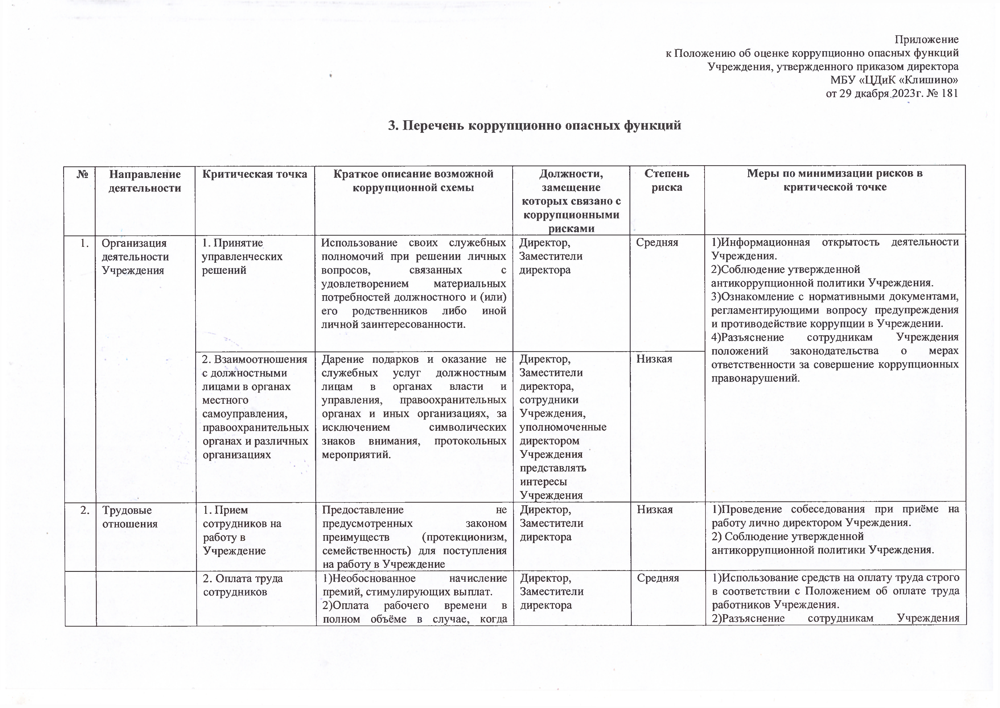 Приложение
к Положению об оценке коррупционно опасных функций
Учреждения, утвержденного приказом директора
МБУ «ЦДиК «Клишино»
от 29 дкабря.2023г. № 181
3. Перечень коррупционно опасных функций
№
Направление
деятельности
Критическая точка
Краткое описание возможной
коррупционной схемы
Должности,
замещение
которых связано с
коррупционными
рисками
Степень
риска
Меры по минимизации рисков в
критической точке
1.
Организация
деятельности
Учреждения
1. Принятие
управленческих
решений
Использование своих служебных
полномочий при решении личных
вопросов, связанных с
удовлетворением материальных
потребностей должностного и (или)
его родственников либо иной
личной заинтересованности.
Директор,
Заместители
директора
Средняя
1)Информационная открытость деятельности
Учреждения.
2)Соблюдение утвержденной
антикоррупционной политики Учреждения.
3)Ознакомление с нормативными документами,
регламентирующими вопросу предупреждения
и противодействие коррупции в Учреждении.
4)Разъяснение сотрудникам Учреждения
положений законодательства о мерах
ответственности за совершение коррупционных
правонарушений.
2. Взаимоотношения
с должностными
лицами в органах
местного
самоуправления,
правоохранительных
органах и различных
организациях
Дарение подарков и оказание не
служебных услуг должностным
лицам в органах власти и
управления, правоохранительных
органах и иных организациях, за
исключением символических
знаков внимания, протокольных
мероприятий.
Директор,
Заместители
директора,
сотрудники
Учреждения,
уполномоченные
директором
Учреждения
представлять
интересы
Учреждения
Низкая
2.
Трудовые
отношения
1. Прием
сотрудников на
работу в
Учреждение
Предоставление не
предусмотренных законом
преимуществ (протекционизм,
семейственность) для поступления
на работу в Учреждение
Директор,
Заместители
директора
Низкая
1)Проведение собеседования при приёме на
работу лично директором Учреждения.
2) Соблюдение утвержденной
антикоррупционной политики Учреждения.
2. Оплата труда
сотрудников
1)Необоснованное начисление
премий, стимулирующих выплат.
2)Оплата рабочего времени в
полном объёме в случае, когда
Директор,
Заместители
директора
Средняя
1)Использование средств на оплату труда строго
в соответствии с Положением об оплате труда
работников Учреждения.
2)Разъяснение сотрудникам Учреждения